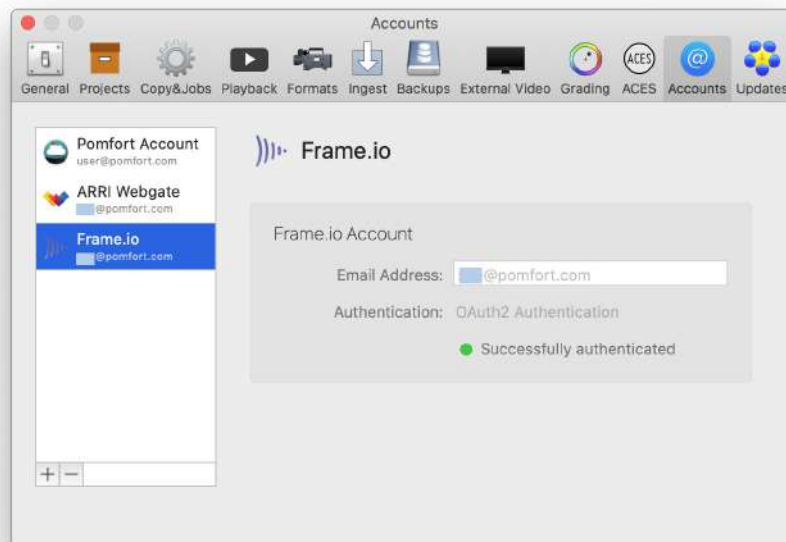 Accounts
General Projects Copy&Jobs Playback Formats Ingest Backups External Video Grading ACES Accounts Updates
ACES
@
Pomfort Account
user@pomfort.com
ARRI Webgate
@pomfort.com
Frame.io
@pomfort.com
Frame.io
Frame.io Account
Email Address: @pomfort.com
Authentication: OAuth2 Authentication
Successfully authenticated
+ −